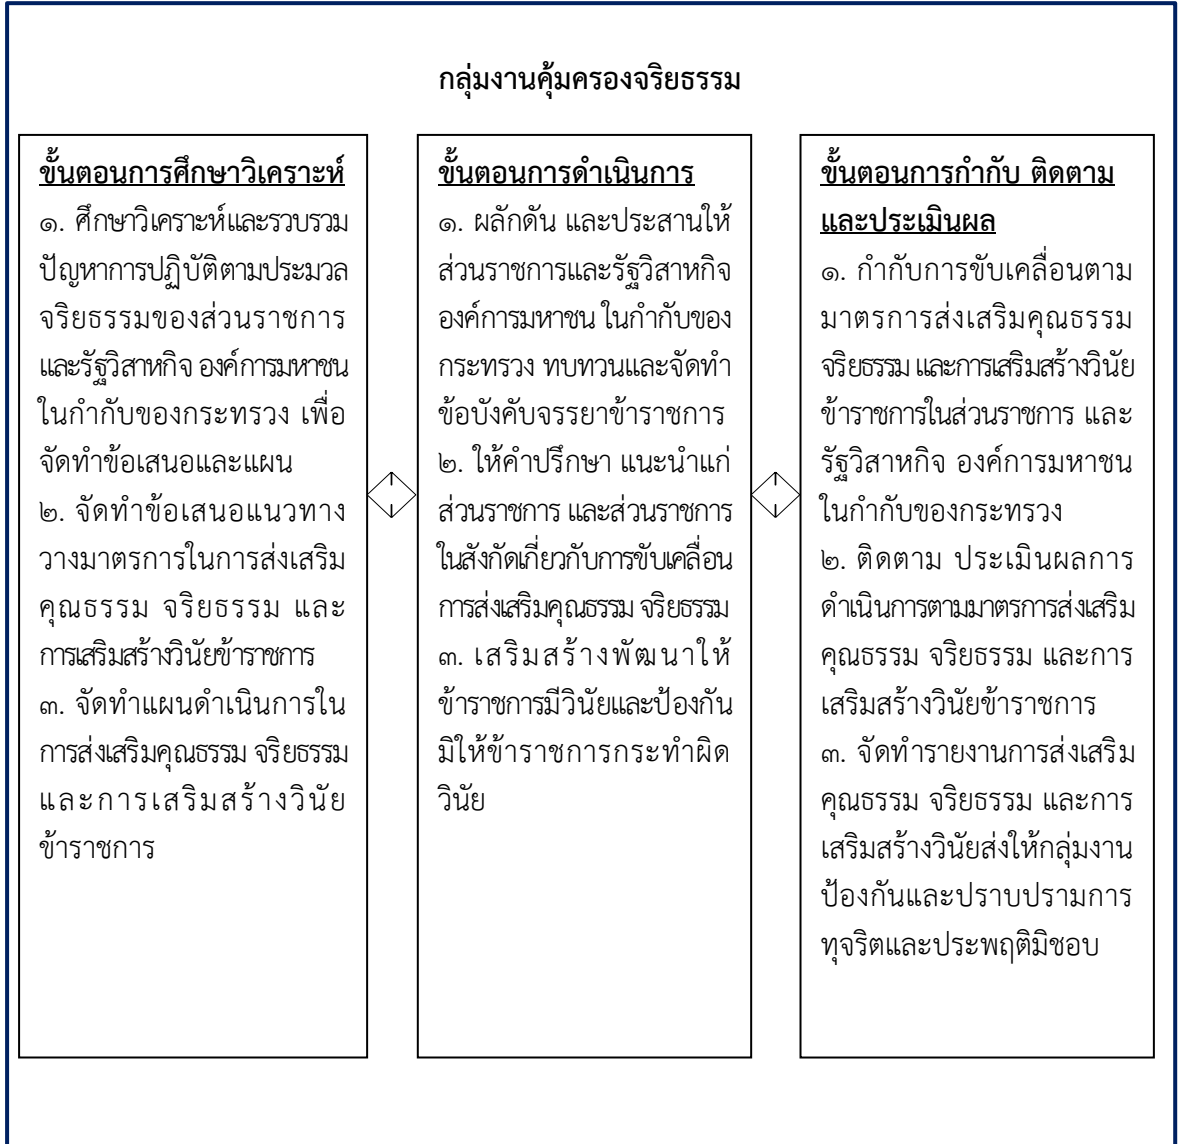 กลุ่มงานคุ้มครองจริยธรรม
ขั้นตอนการศึกษาวิเคราะห์
๑. ศึกษาวิเคราะห์และรวบรวม
ปัญหาการปฏิบัติตามประมวล
จริยธรรมของส่วนราชการ
และรัฐวิสาหกิจ องค์การมหาชน
ในกำกับของกระทรวง เพื่อ
จัดทำข้อเสนอและแผน
๒. จัดทำข้อเสนอแนวทาง
วางมาตรการในการส่งเสริม
คุณธรรม จริยธรรม และ
การเสริมสร้างวินัยข้าราชการ
๓. จัดทำแผนดำเนินการใน
การส่งเสริมคุณธรรม จริยธรรม
และการเสริมสร้างวินัย
ข้าราชการ
ขั้นตอนการดำเนินการ
๑. ผลักดัน และประสานให้
ส่วนราชการและรัฐวิสาหกิจ
องค์การมหาชน ในกำกับของ
กระทรวง ทบทวนและจัดทำ
ข้อบังคับจรรยาข้าราชการ
๒. ให้คำปรึกษา แนะนำแก่
ส่วนราชการ และส่วนราชการ
ในสังกัดเกี่ยวกับการขับเคลื่อน
การส่งเสริมคุณธรรม จริยธรรม
๓. เสริมสร้างพัฒนาให้
ข้าราชการมีวินัยและป้องกัน
มิให้ข้าราชการกระทำผิด
วินัย
ขั้นตอนการกำกับ ติดตาม
และประเมินผล
๑. กำกับการขับเคลื่อนตาม
มาตรการส่งเสริมคุณธรรม
จริยธรรม และการเสริมสร้างวินัย
ข้าราชการในส่วนราชการ และ
รัฐวิสาหกิจ องค์การมหาชน
ในกำกับของกระทรวง
๒. ติดตาม ประเมินผลการ
ดำเนินการตามมาตรการส่งเสริม
คุณธรรม จริยธรรม และการ
เสริมสร้างวินัยข้าราชการ
๓. จัดทำรายงานการส่งเสริม
คุณธรรม จริยธรรม และการ
เสริมสร้างวินัยส่งให้กลุ่มงาน
ป้องกันและปราบปรามการ
ทุจริตและประพฤติมิชอบ